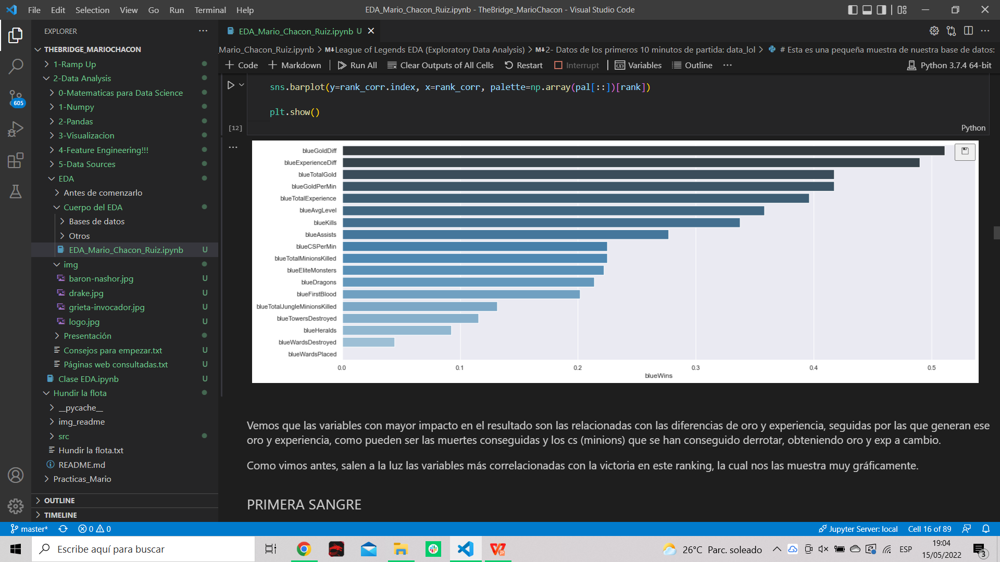 File Edit Selection View Go Run Terminal Help
EDA_Mario_Chacon_Ruiz.ipynb - TheBridge_MarioChacon - Visual Studio Code
EXPLORER
THEBRIDGE_MARIOCHACON
1-Ramp Up
2-Data Analysis
0-Matematicas para Data Science
1-Numpy
2-Pandas
3-Visualizacion
4-Feature Engineering!!!
5-Data Sources
EDA
Antes de comenzarlo
Cuerpo del EDA
Bases de datos
Otros
EDA_Mario_Chacon_Ruiz.ipynb U
img
baron-nashor.jpg U
drake.jpg U
grieta-invocador.jpg U
logo.jpg U
Presentación
Consejos para empezar.txt U
Páginas web consultadas.txt U
Clase EDA.ipynb U
Hundir la flota
__pycache__
img_readme
src
Hundir la flota.txt
README.md
Practicas_Mario
OUTLINE
TIMELINE
605
EDA_Mario_Chacon_Ruiz.ipynb U
_Mario_Chacon_Ruiz.ipynb > M↓League of Legends EDA (Exploratory Data Analysis) > M↓2- Datos de los primeros 10 minutos de partida: data_lol > # Esta es una pequeña muestra de nuestra base de datos:
+ Code + Markdown Run All Clear Outputs of All Cells Restart Interrupt Variables Outline ... Python 3.7.4 64-bit
sns.barplot(y=rank_corr.index, x=rank_corr, palette=np.array(pal[::])[rank])
plt.show()
[12]
Python
blueGoldDiff
blueExperienceDiff
blueTotalGold
blueGoldPerMin
blueTotalExperience
blueAvgLevel
blueKills
blueAssists
blueCSPerMin
blueTotalMinionsKilled
blueEliteMonsters
blueDragons
blueFirstBlood
blueTotalJungleMinionsKilled
blueTowersDestroyed
blueHeralds
blueWardsDestroyed
blueWardsPlaced
0.0 0.1 0.2 0.3 0.4 0.5
blueWins
Vemos que las variables con mayor impacto en el resultado son las relacionadas con las diferencias de oro y experiencia, seguidas por las que generan ese
oro y experiencia, como pueden ser las muertes conseguidas y los cs (minions) que se han conseguido derrotar, obteniendo oro y exp a cambio.
Como vimos antes, salen a la luz las variables más correlacionadas con la victoria en este ranking, la cual nos las muestra muy gráficamente.
PRIMERA SANGRE
master* 0 0
Jupyter Server: local Cell 16 of 89
Escribe aquí para buscar
26°C Parc. soleado
ESP
19:04
15/05/2022
3